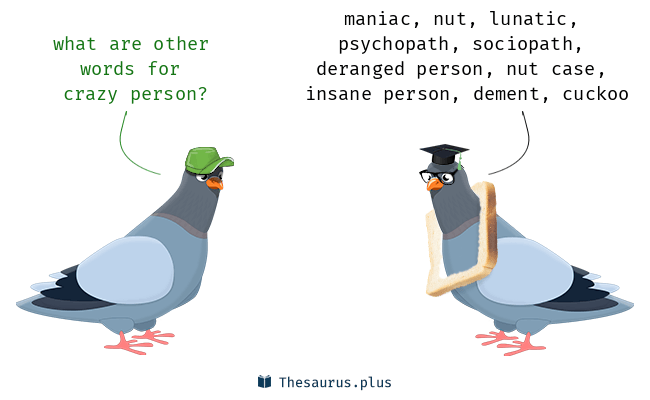 what are other
words for
crazy person?
maniac, nut, lunatic,
psychopath, sociopath,
deranged person, nut case,
insane person, dement, cuckoo
Thesaurus.plus